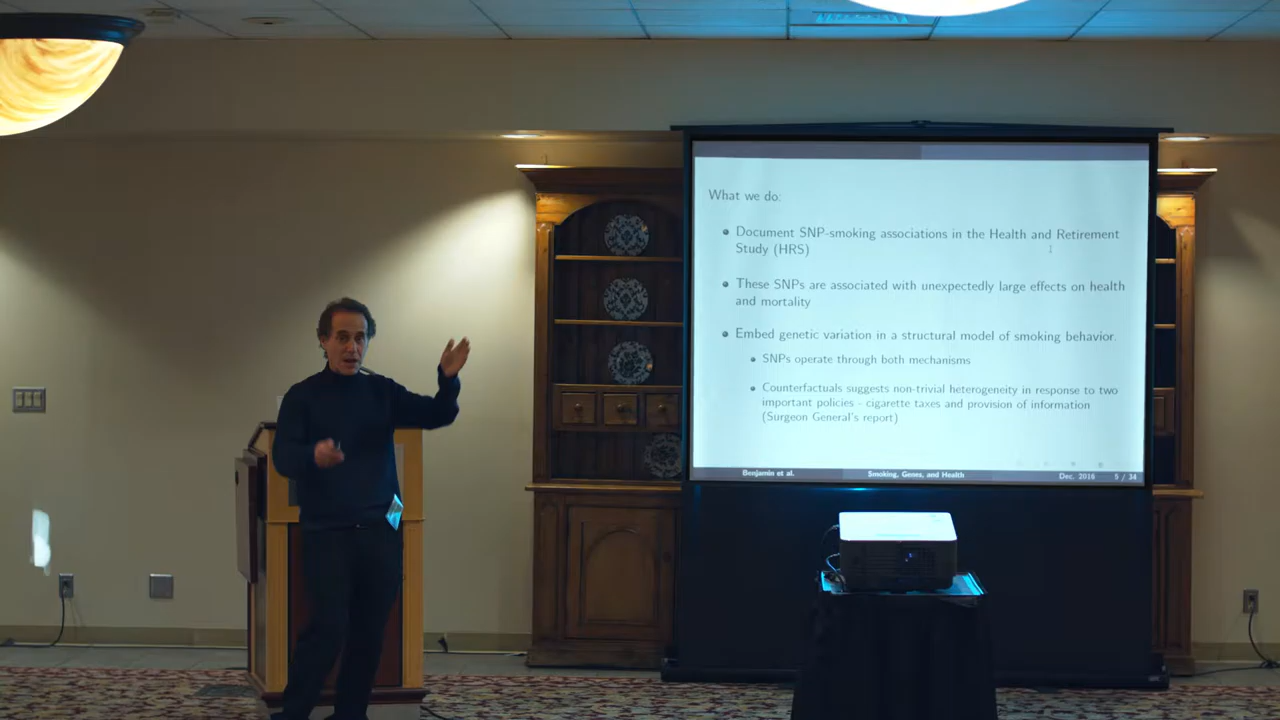 What we do:
Document SNP-smoking associations in the Health and Retirement
Study (HRS)
These SNPs are associated with unexpectedly large effects on health
and mortality
Embed genetic variation in a structural model of smoking behavior.
SNPs operate through both mechanisms
Counterfactuals suggests non-trivial heterogeneity in response to two
important policies - cigarette taxes and provision of information
(Surgeon General's report)
Benjamin et al. Smoking, Genes, and Health Dec. 2016 5 / 34